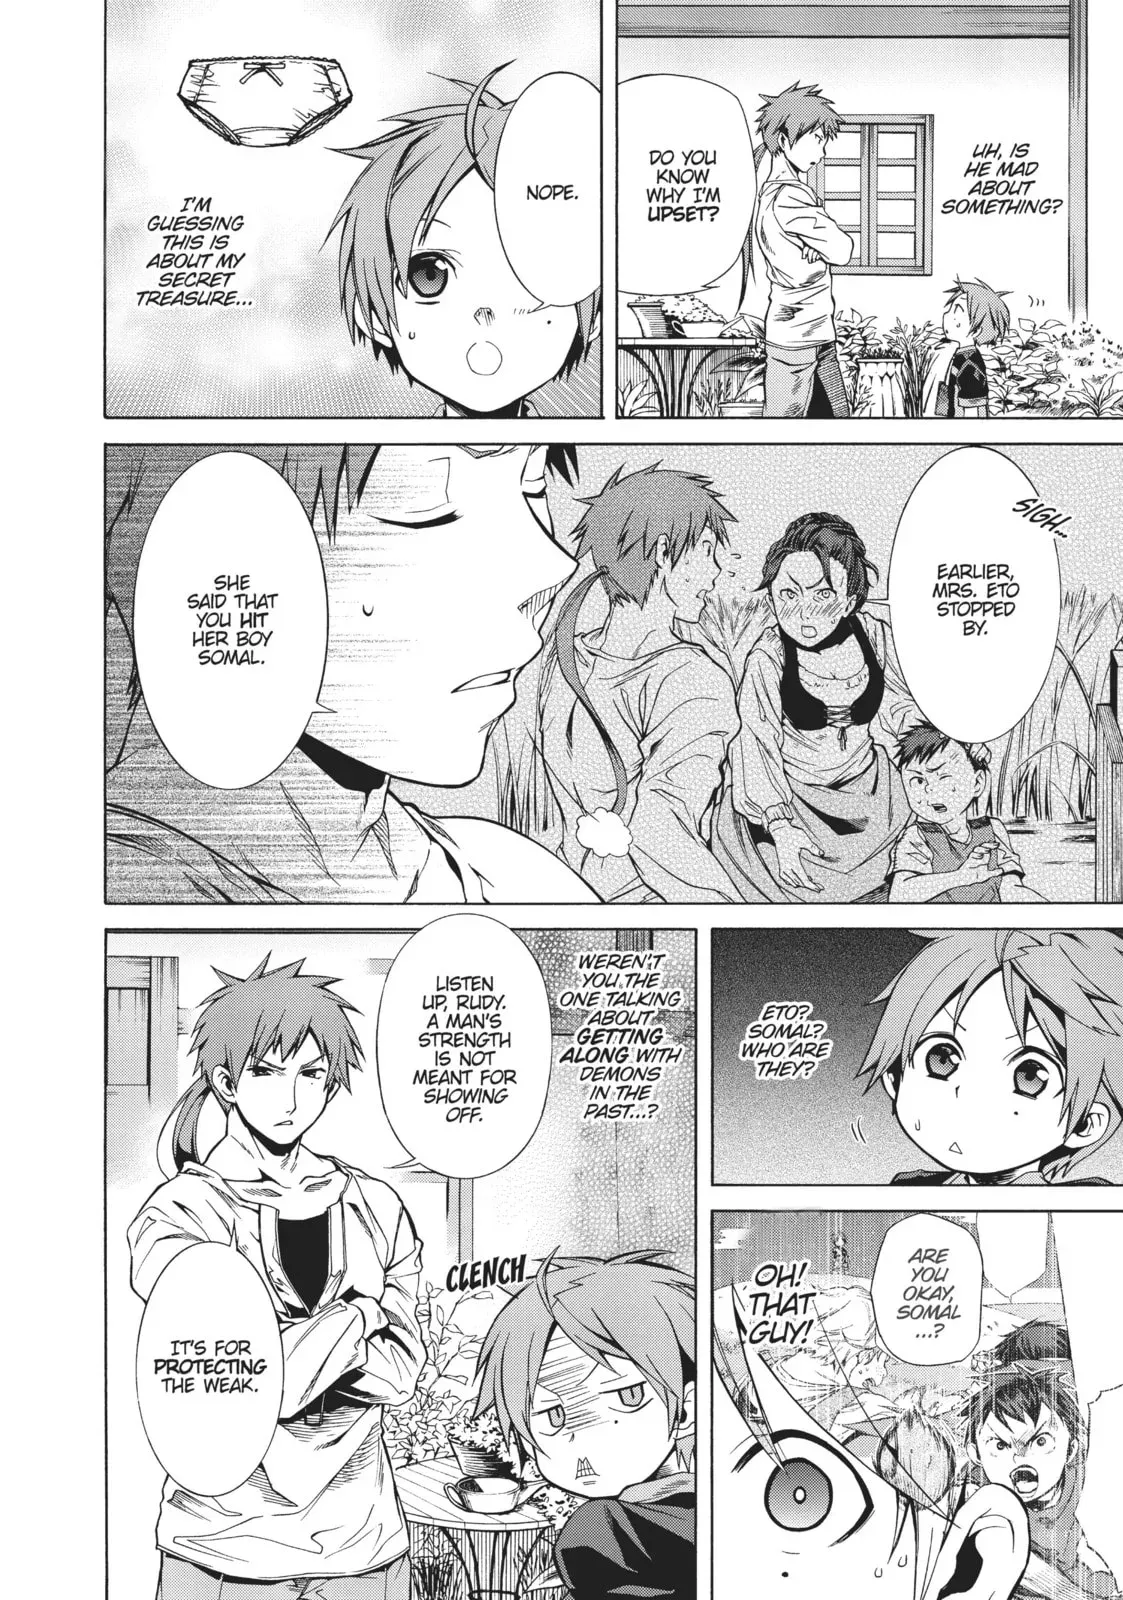 UH, IS
HE MAD
ABOUT
SOMETHING?
DO YOU
KNOW
WHY I'M
UPSET?
NOPE.
I'M
GUESSING
THIS IS
ABOUT MY
SECRET
TREASURE...
SIGH...
EARLIER,
MRS. ETO
STOPPED
BY.
SHE
SAID THAT
YOU HIT
HER BOY
SOMAL.
ETO?
SOMAL?
WHO ARE
THEY?
ARE
YOU
OKAY,
SOMAL
...?
OH!
THAT
GUY!
WEREN'T
YOU THE
ONE TALKING
ABOUT
GETTING
ALONG WITH
DEMONS
IN THE
PAST...?
LISTEN
UP, RUDY.
A MAN'S
STRENGTH
IS NOT
MEANT FOR
SHOWING
OFF.
CLENCH
IT'S FOR
PROTECTING
THE WEAK.